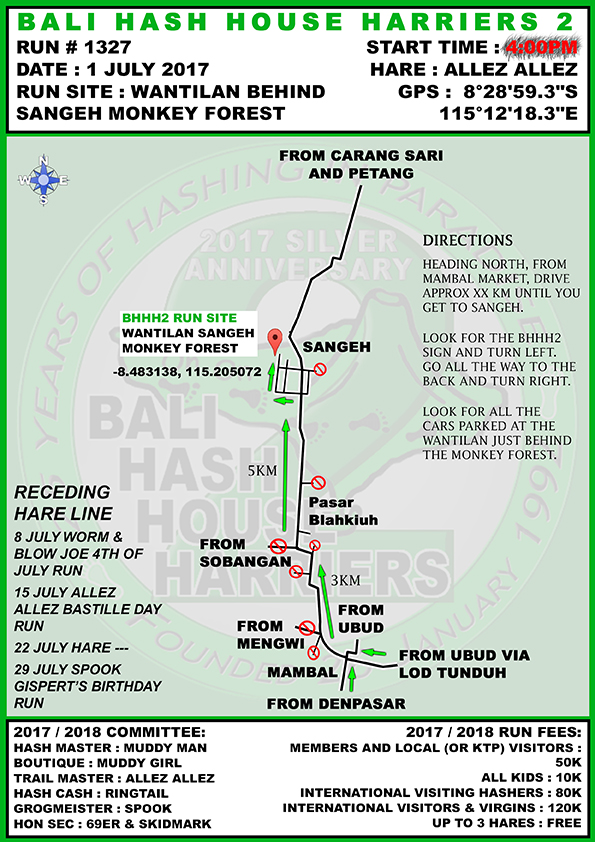 BALI HASH HOUSE HARRIERS 2
RUN # 1327
START TIME : 4:00PM
DATE : 1 JULY 2017
HARE : ALLEZ ALLEZ
RUN SITE : WANTILAN BEHIND
SANGEH MONKEY FOREST
GPS : 8°28'59.3"S
115°12'18.3"E
N
W E
S
FROM CARANG SARI
AND PETANG
2017 SILVER
ANNIVERSARY
DIRECTIONS
HEADING NORTH, FROM
MAMBAL MARKET, DRIVE
APPROX XX KM UNTIL YOU
GET TO SANGEH.
LOOK FOR THE BHHH2
SIGN AND TURN LEFT.
GO ALL THE WAY TO THE
BACK AND TURN RIGHT.
LOOK FOR ALL THE
CARS PARKED AT THE
WANTILAN JUST BEHIND
THE MONKEY FOREST.
BHHH2 RUN SITE
WANTILAN SANGEH
MONKEY FOREST
SANGEH
-8.483138, 115.205072
BALI
HASH
HOUSE
HARRIERS
YEARS OF HASHING IN PARADISE
FOUNDED JANUARY
5KM
Pasar
Blahkiuh
FROM
SOBANGAN
3KM
FROM
UBUD
FROM
MENGWI
MAMBAL
FROM UBUD VIA
LOD TUNDUH
FROM DENPASAR
RECEDING
HARE LINE
8 JULY WORM &
BLOW JOE 4TH OF
JULY RUN
15 JULY ALLEZ
ALLEZ BASTILLE DAY
RUN
22 JULY HARE ---
29 JULY SPOOK
GISPERT'S BIRTHDAY
RUN
2017 / 2018 COMMITTEE:
HASH MASTER : MUDDY MAN
BOUTIQUE : MUDDY GIRL
TRAIL MASTER : ALLEZ ALLEZ
HASH CASH : RINGTAIL
GROGMEISTER : SPOOK
HON SEC : 69ER & SKIDMARK
2017 / 2018 RUN FEES:
MEMBERS AND LOCAL (OR KTP) VISITORS :
50K
ALL KIDS : 10K
INTERNATIONAL VISITING HASHERS : 80K
INTERNATIONAL VISITORS & VIRGINS : 120K
UP TO 3 HARES : FREE